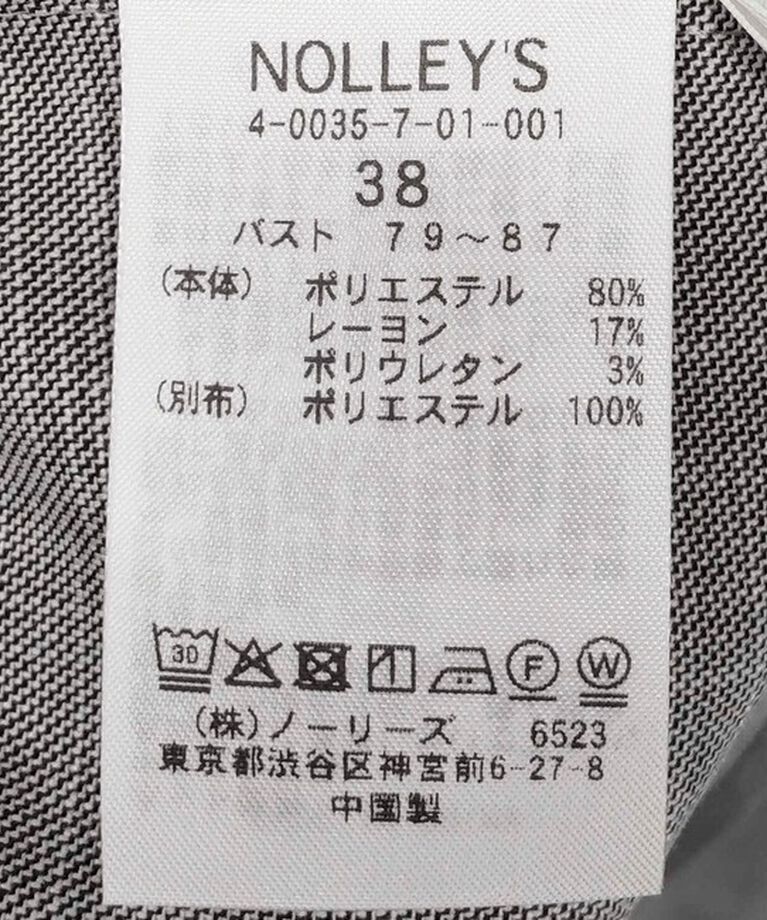 NOLLEY'S
4-0035-7-01-001
38
バスト 79～87
(本体) ポリエステル 80%
レーヨン 17%
ポリウレタン 3%
(別布) ポリエステル 100%
30 F W
(株)ノーリーズ 6523
東京都渋谷区神宮前6-27-8
中国製